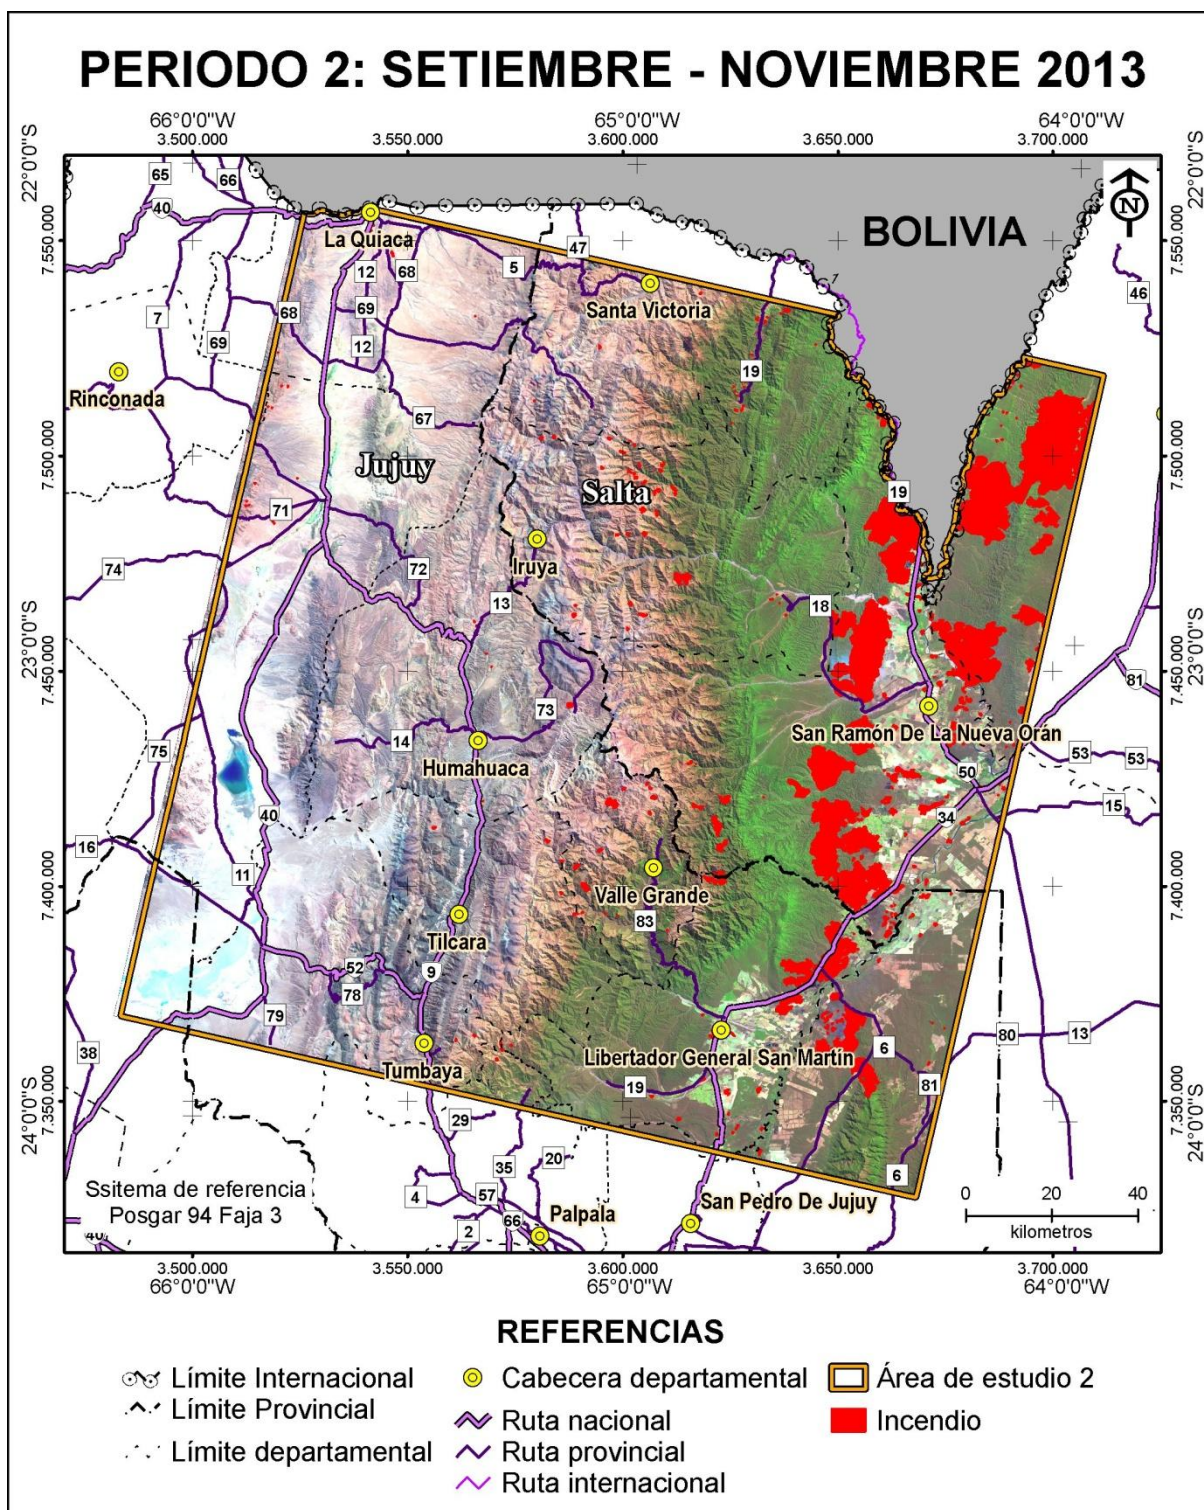 PERIODO 2: SETIEMBRE - NOVIEMBRE 2013
66°0'0"W 65°0'0"W 64°0'0"W
3.500.000 3.550.000 3.600.000 3.650.000 3.700.000
22°0'0"S
22°0'0"S
7.550.000
7.550.000
65
66
40
N
BOLIVIA
La Quiaca
47
5
12
68
46
Santa Victoria
68
69
7
69
12
19
Rinconada
67
7.500.000
7.500.000
Jujuy
Salta
19
71
Iruya
74
72
13
18
23°0'0"S
23°0'0"S
7.450.000
7.450.000
81
73
14
San Ramón De La Nueva Orán
75
Humahuaca
53
53
50
40
34
15
16
11
Valle Grande
7.400.000
7.400.000
83
Tilcara
52
9
78
79
80
13
38
Libertador General San Martín
6
Tumbaya
19
81
24°0'0"S
24°0'0"S
7.350.000
7.350.000
29
20
35
6
Ssitema de referencia
Posgar 94 Faja 3
4
57
66
2
Palpala
San Pedro De Jujuy
0 20 40
kilometros
40
3.500.000 3.550.000 3.600.000 3.650.000 3.700.000
66°0'0"W 65°0'0"W 64°0'0"W
REFERENCIAS
Límite Internacional
Límite Provincial
Límite departamental
Cabecera departamental
Ruta nacional
Ruta provincial
Ruta internacional
Área de estudio 2
Incendio